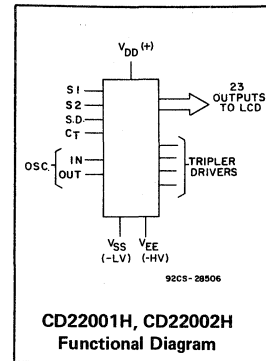 VDD (+)
S1
S2
S.D.
CT
OSC.
IN
OUT
23
OUTPUTS
TO LCD
TRIPLER
DRIVERS
VSS
(-LV)
VEE
(-HV)
92CS-28506
CD22001H, CD22002H
Functional Diagram